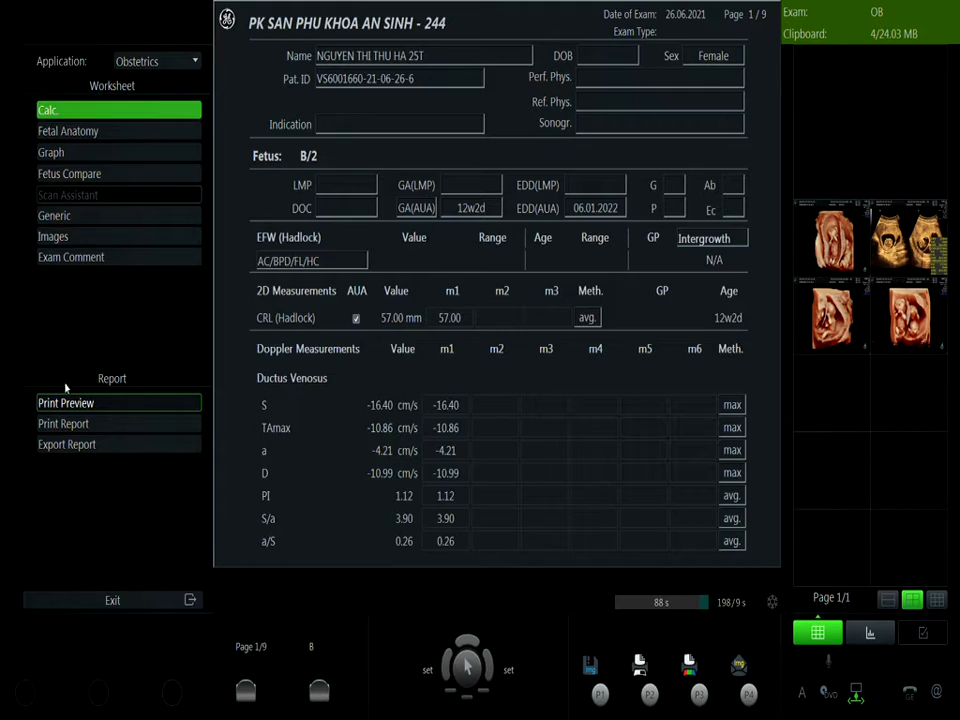 PK SAN PHU KHOA AN SINH - 244
Date of Exam: 26.06.2021 Page 1 / 9
Exam Type:
Exam: OB
Clipboard: 4/24.03 MB
Application: Obstetrics
Worksheet
Calc.
Fetal Anatomy
Graph
Fetus Compare
Scan Assistant
Generic
Images
Exam Comment
Report
Print Preview
Print Report
Export Report
Exit
Name NGUYEN THI THU HA 25T DOB Sex Female
Pat. ID VS6001660-21-06-26-6 Perf. Phys.
Ref. Phys.
Indication Sonogr.
Fetus: B/2
LMP GA(LMP) EDD(LMP) G Ab
DOC GA(AUA) 12w2d EDD(AUA) 06.01.2022 P Ec
EFW (Hadlock) Value Range Age Range GP Intergrowth
AC/BPD/FL/HC N/A
2D Measurements AUA Value m1 m2 m3 Meth. GP Age
CRL (Hadlock) 57.00 mm 57.00 avg. 12w2d
Doppler Measurements Value m1 m2 m3 m4 m5 m6 Meth.
Ductus Venosus
S -16.40 cm/s -16.40 max
TAmax -10.86 cm/s -10.86 max
a -4.21 cm/s -4.21 max
D -10.99 cm/s -10.99 max
PI 1.12 1.12 avg.
S/a 3.90 3.90 avg.
a/S 0.26 0.26 avg.
88 s 198/9 s
Page 1/1
Page 1/9 B
set set
P1 P2 P3 P4
A DVD